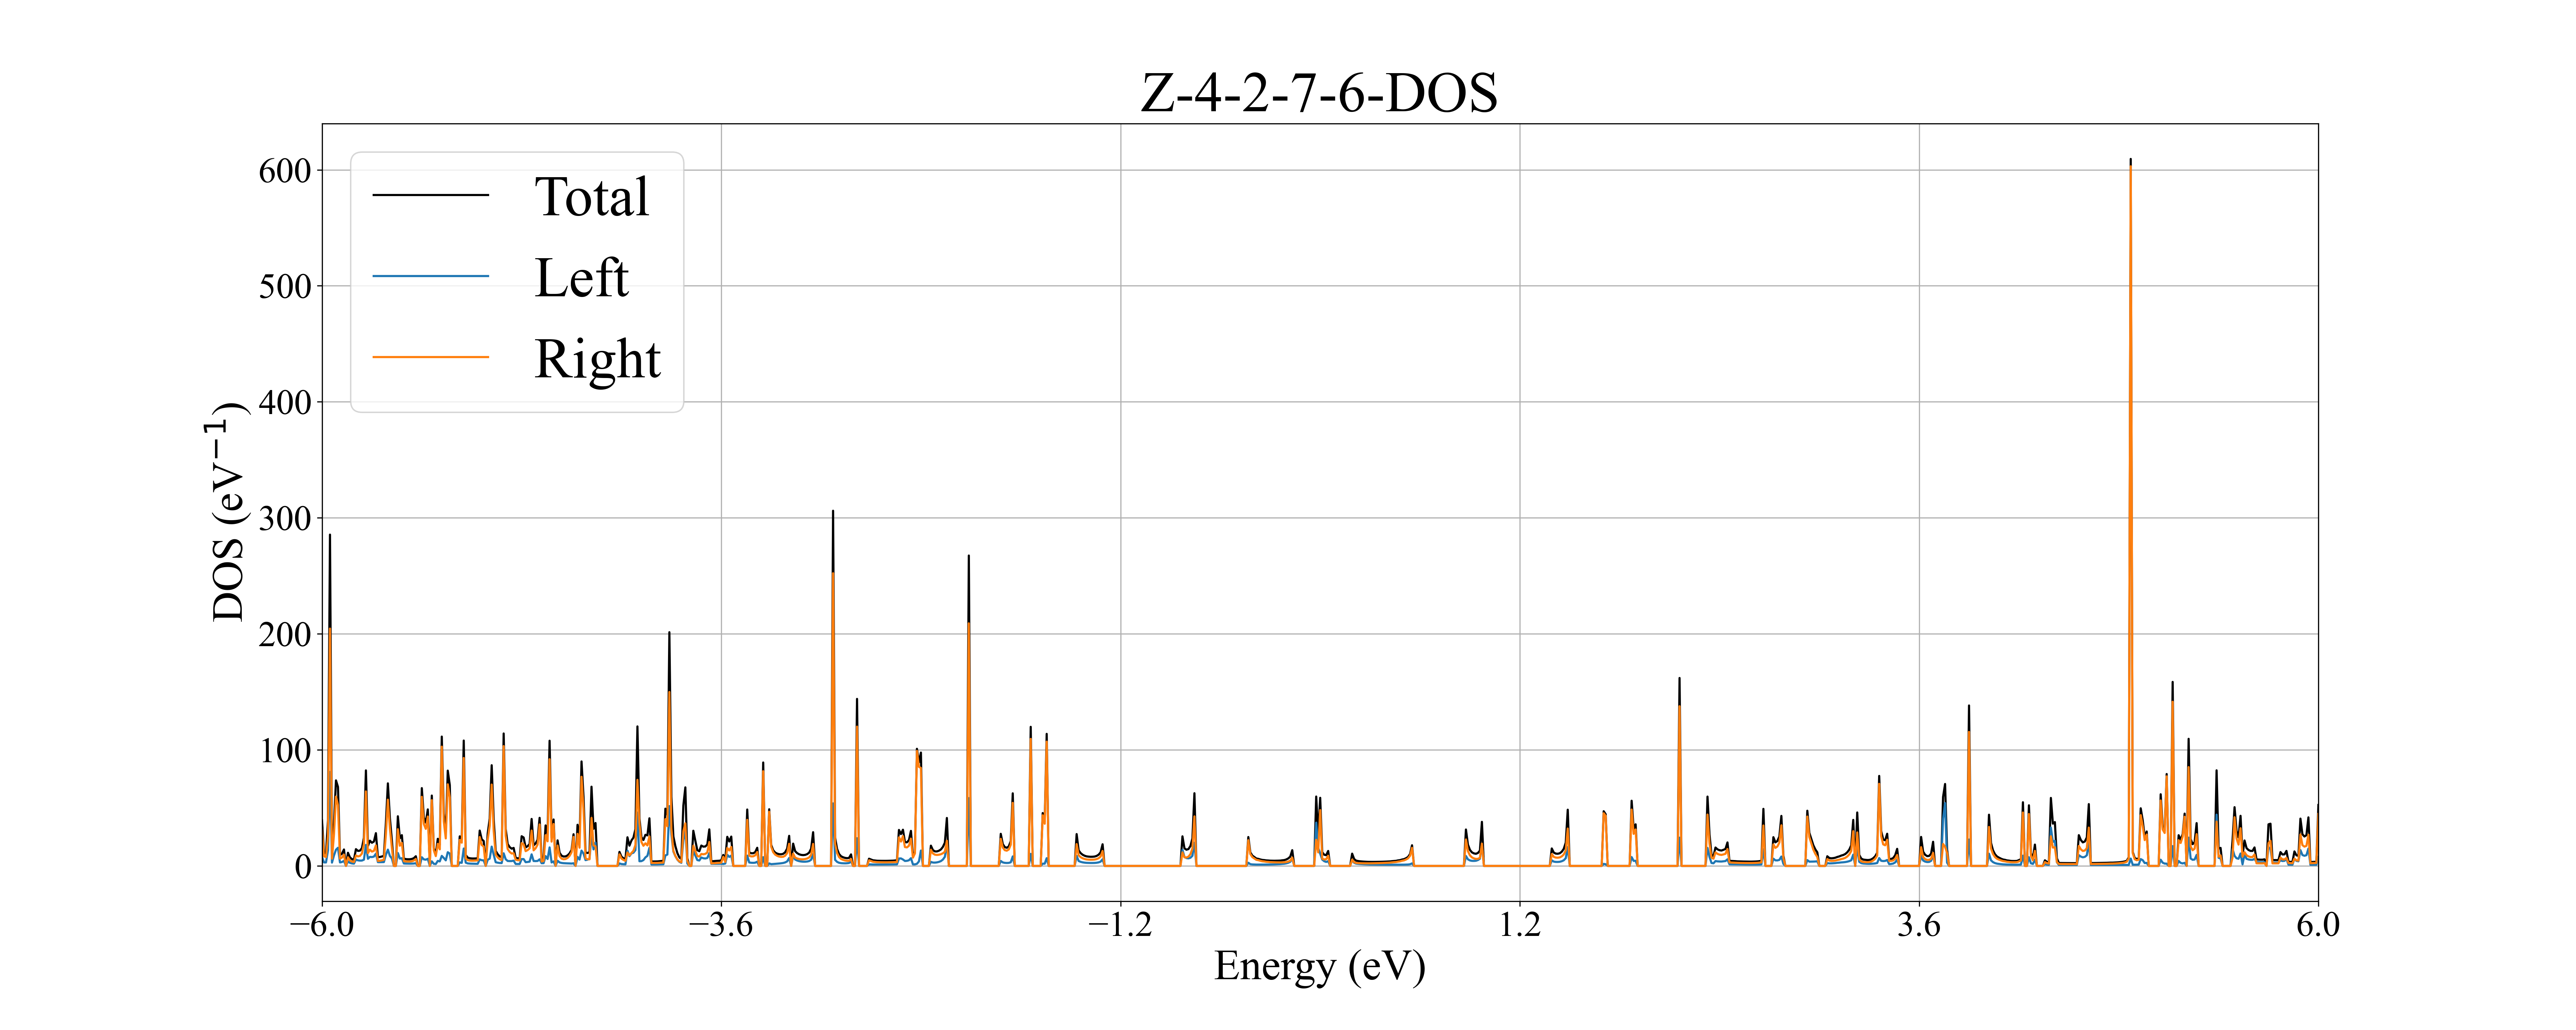 Z-4-2-7-6-DOS
Total
Left
Right
DOS (eV⁻¹)
600
500
400
300
200
100
0
−6.0 −3.6 −1.2 1.2 3.6 6.0
Energy (eV)